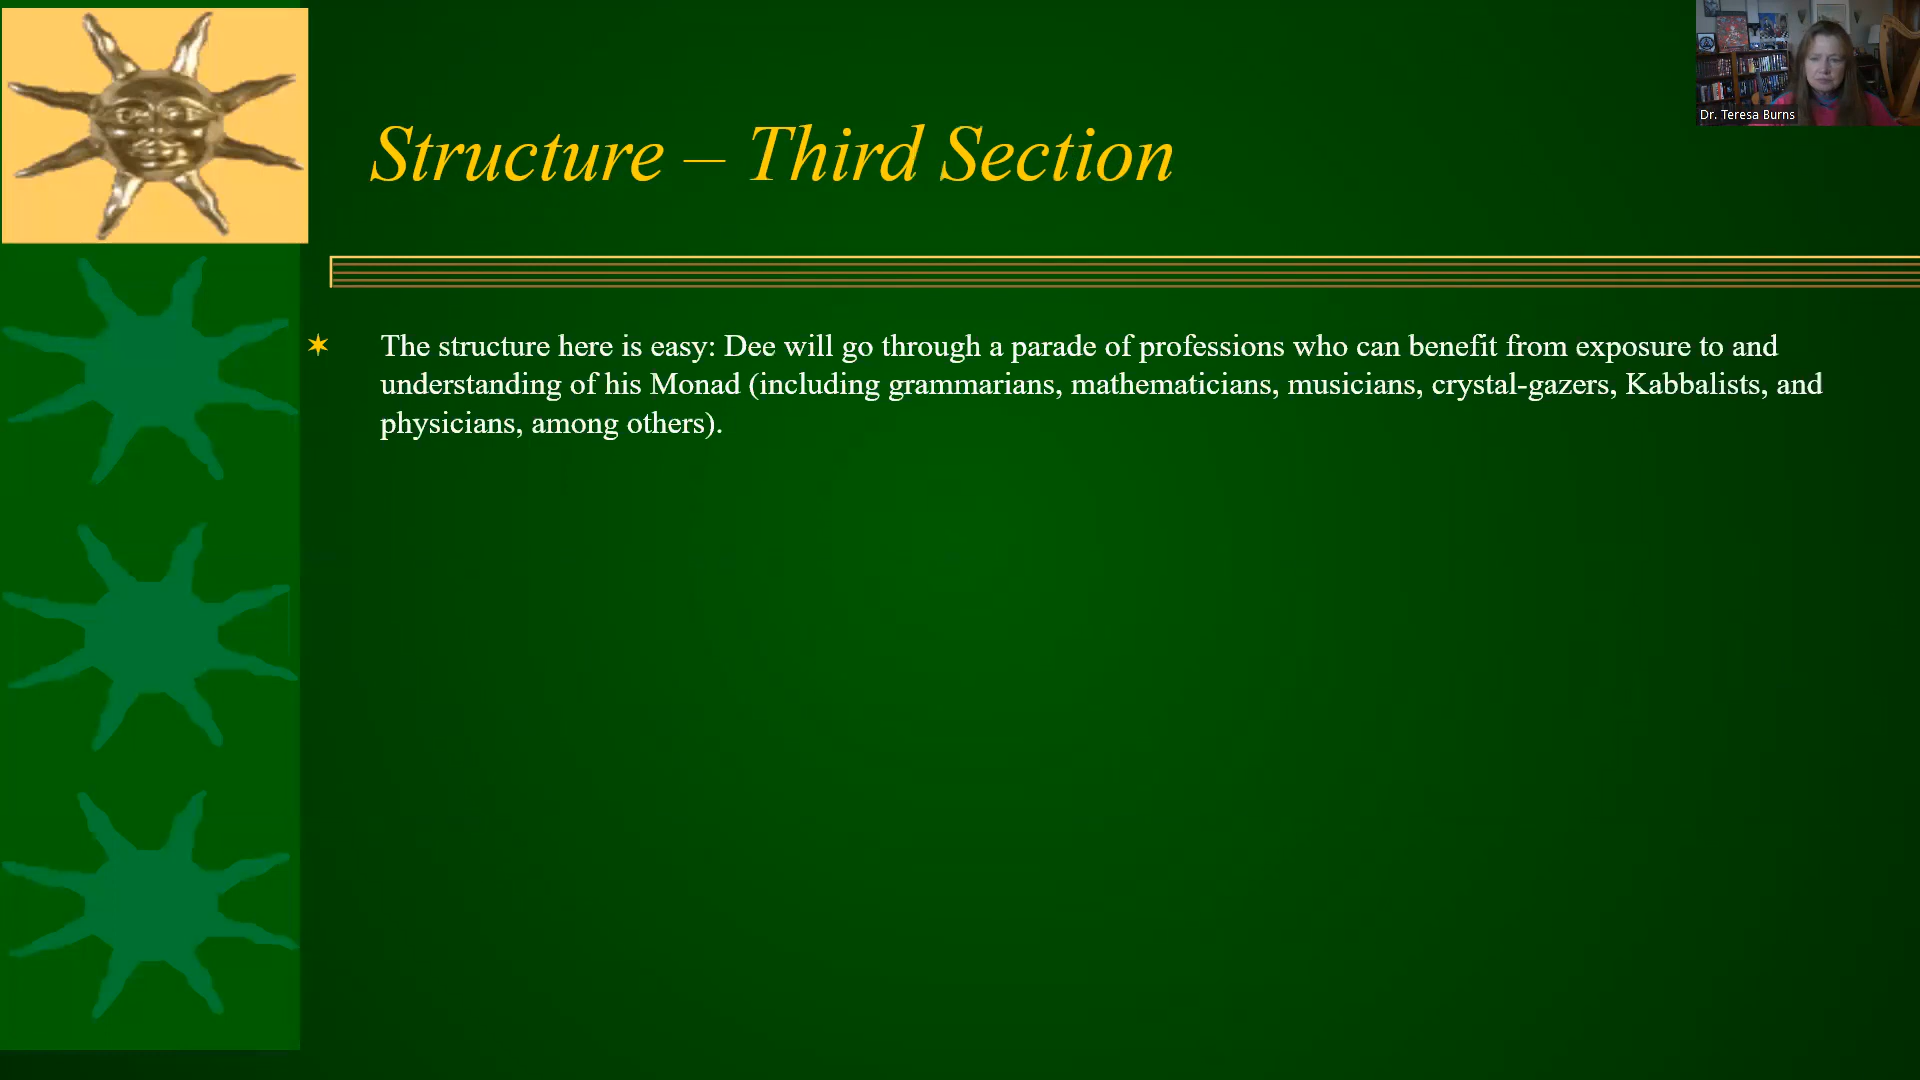 Dr. Teresa Burns
Structure – Third Section
The structure here is easy: Dee will go through a parade of professions who can benefit from exposure to and
understanding of his Monad (including grammarians, mathematicians, musicians, crystal-gazers, Kabbalists, and
physicians, among others).